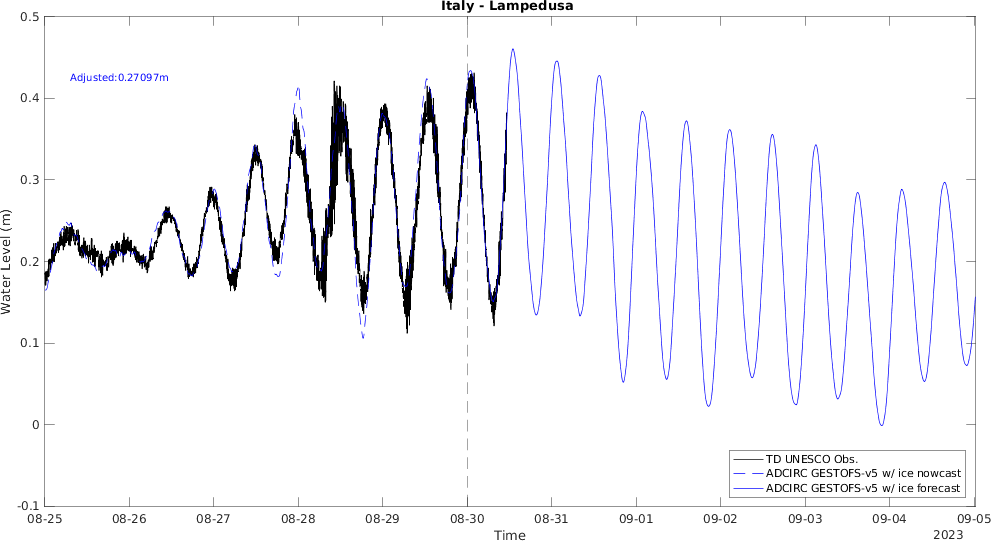 Italy - Lampedusa
Adjusted:0.27097m
Water Level (m)
0.5
0.4
0.3
0.2
0.1
0
-0.1
TD UNESCO Obs.
ADCIRC GESTOFS-v5 w/ ice nowcast
ADCIRC GESTOFS-v5 w/ ice forecast
08-25 08-26 08-27 08-28 08-29 08-30 08-31 09-01 09-02 09-03 09-04 09-05
Time
2023